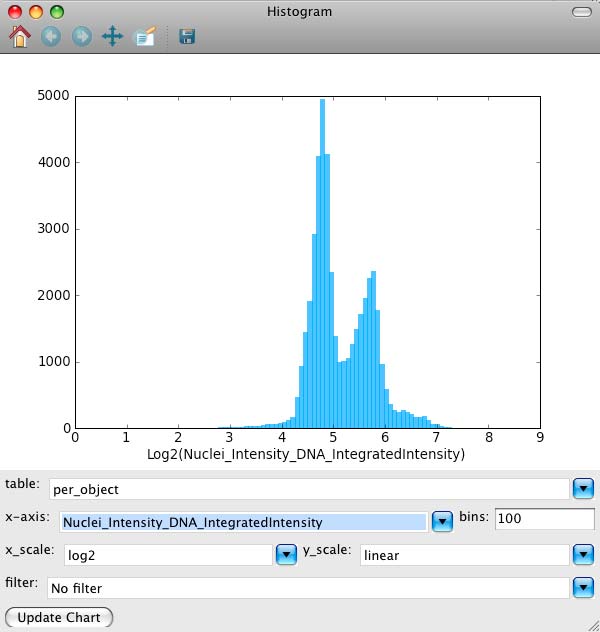 Histogram
5000
4000
3000
2000
1000
0
0 1 2 3 4 5 6 7 8 9
Log2(Nuclei_Intensity_DNA_IntegratedIntensity)
table: per_object
x-axis: Nuclei_Intensity_DNA_IntegratedIntensity bins: 100
x_scale: log2 y_scale: linear
filter: No filter
Update Chart